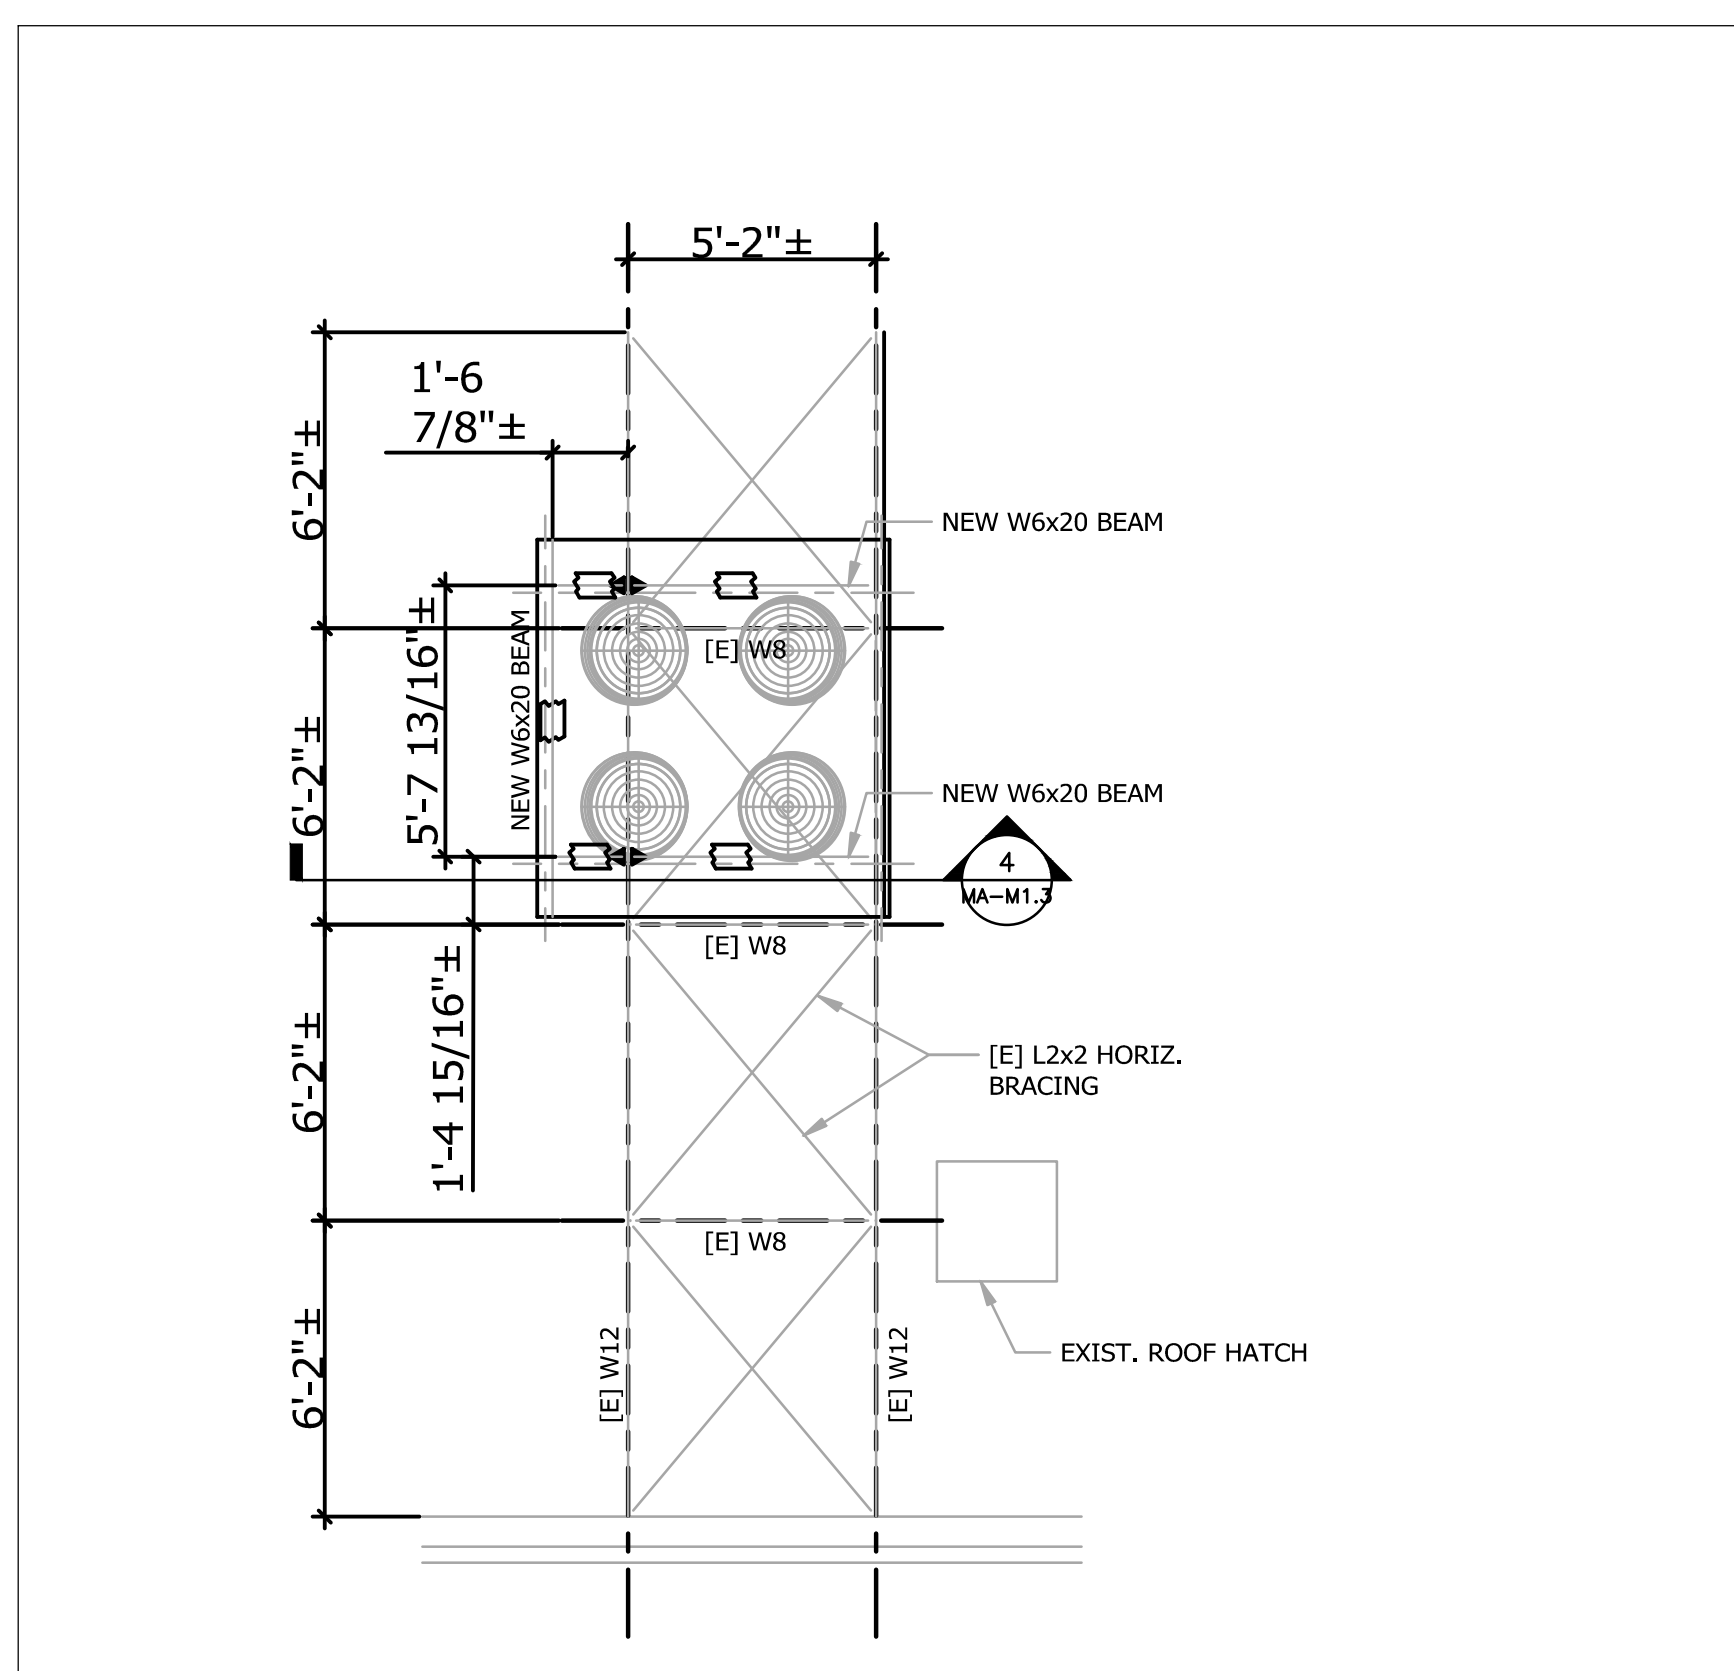 5'-2"±
1'-6
7/8"±
6'-2"±
NEW W6x20 BEAM
5'-7 13/16"±
NEW W6x20 BEAM
[E] W8
6'-2"±
NEW W6x20 BEAM
4
MA-M1.3
[E] W8
1'-4 15/16"±
6'-2"±
[E] L2x2 HORIZ.
BRACING
[E] W8
6'-2"±
[E] W12
[E] W12
EXIST. ROOF HATCH